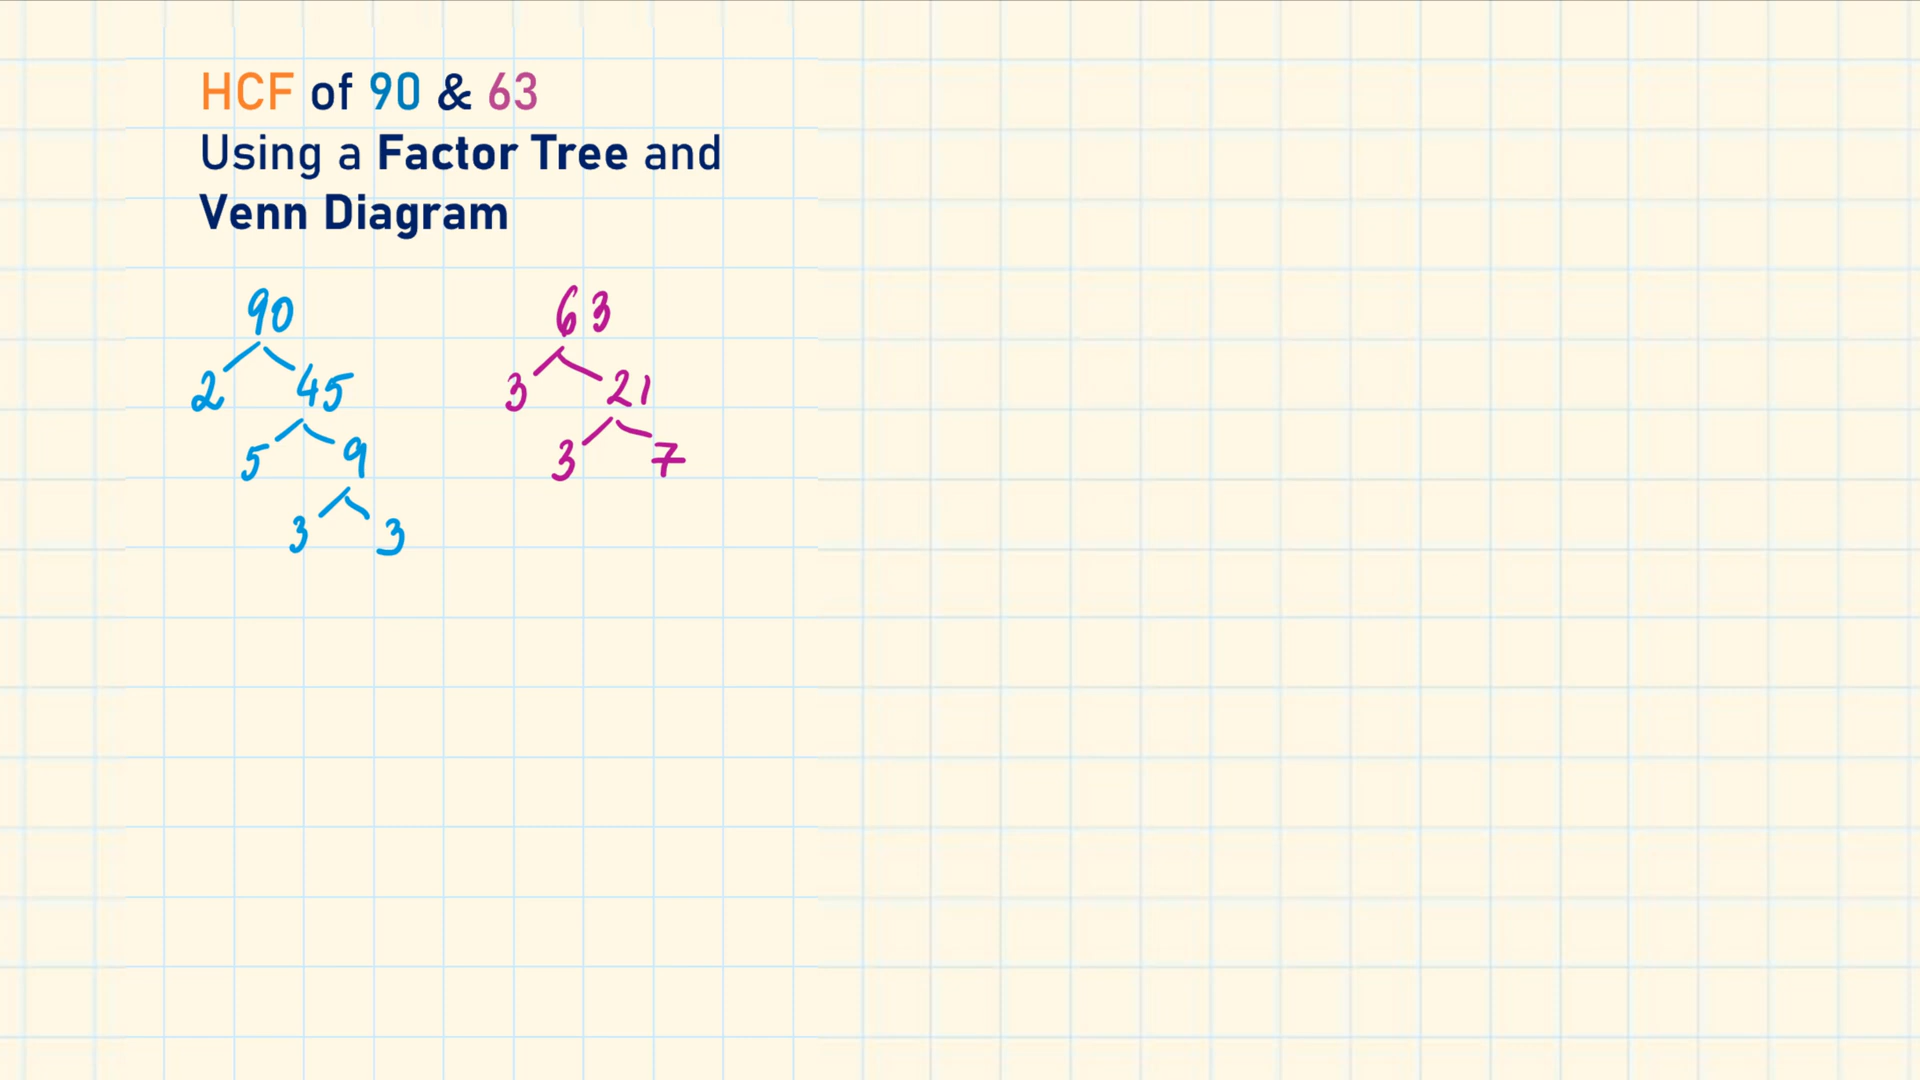 HCF of 90 & 63
Using a Factor Tree and
Venn Diagram
90 63
2 45 3 21
5 9 3 7
3 3